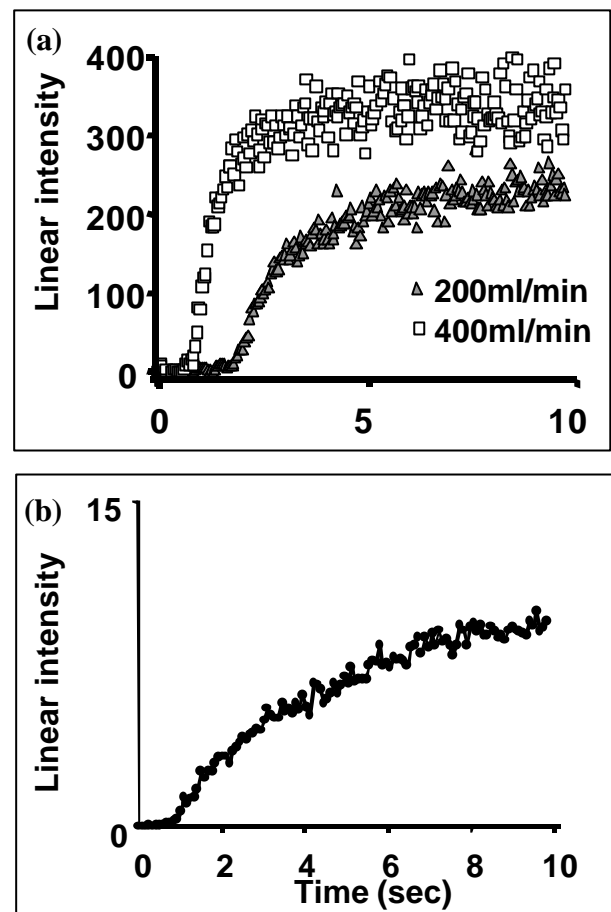 (a)
Linear intensity
400
300
200
100
0
200ml/min
400ml/min
0 5 10
(b)
Linear intensity
15
0
0 2 4 6 8 10
Time (sec)